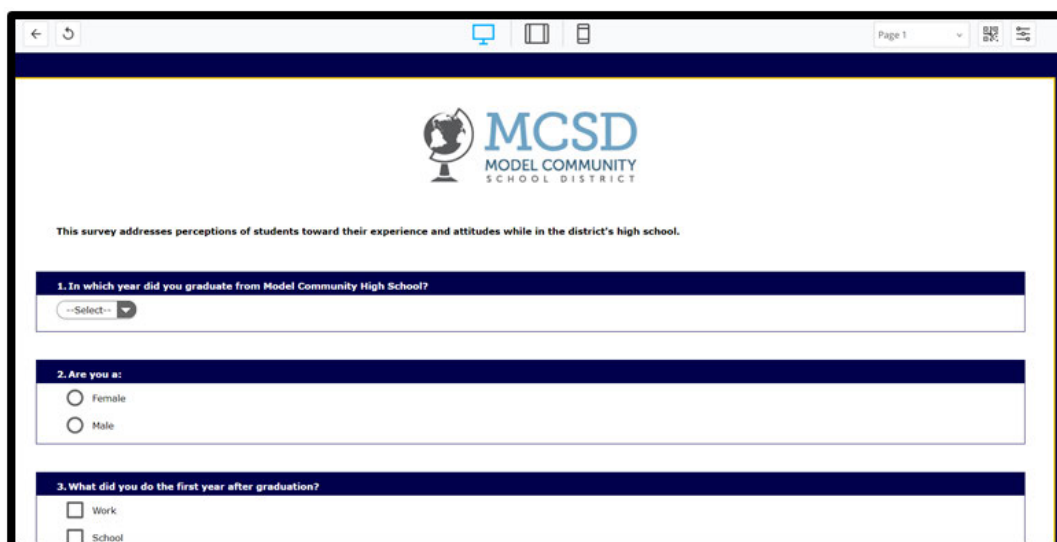 Page 1
MCSD
MODEL COMMUNITY
SCHOOL DISTRICT
This survey addresses perceptions of students toward their experience and attitudes while in the district's high school.
1. In which year did you graduate from Model Community High School?
--Select--
2. Are you a:
Female
Male
3. What did you do the first year after graduation?
Work
School